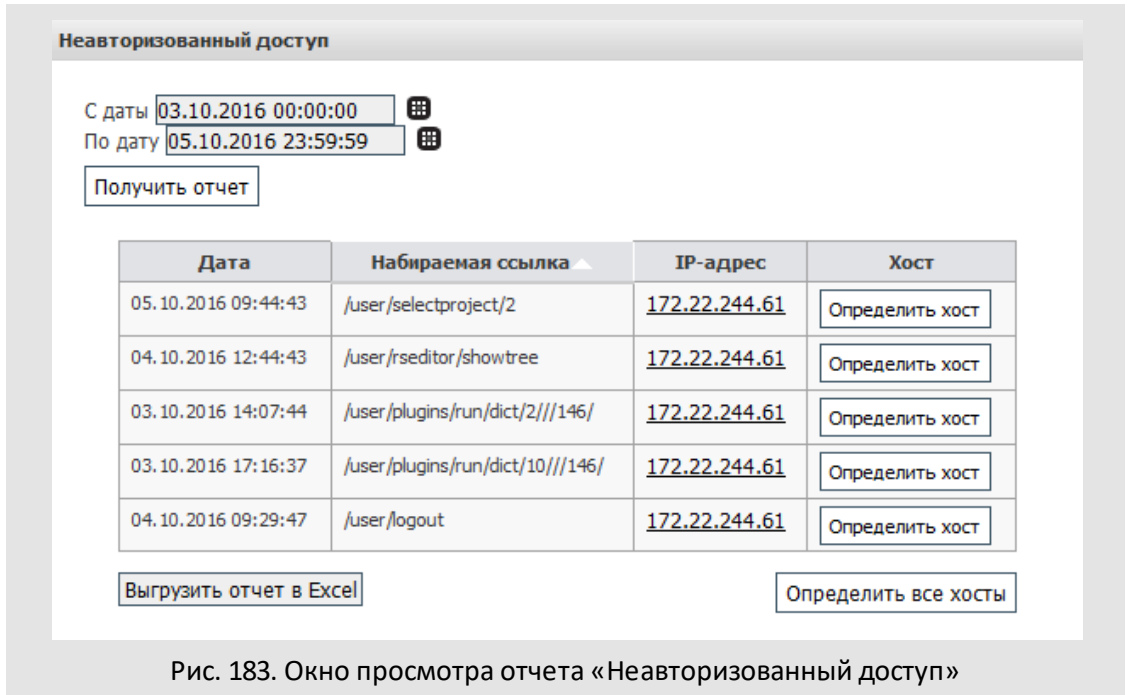 Неавторизованный доступ
С даты 03.10.2016 00:00:00
По дату 05.10.2016 23:59:59
Получить отчет
Дата Набираемая ссылка IP-адрес Хост
05.10.2016 09:44:43 /user/selectproject/2 172.22.244.61 Определить хост
04.10.2016 12:44:43 /user/rseditor/showtree 172.22.244.61 Определить хост
03.10.2016 14:07:44 /user/plugins/run/dict/2///146/ 172.22.244.61 Определить хост
03.10.2016 17:16:37 /user/plugins/run/dict/10///146/ 172.22.244.61 Определить хост
04.10.2016 09:29:47 /user/logout 172.22.244.61 Определить хост
Выгрузить отчет в Excel Определить все хосты
Рис. 183. Окно просмотра отчета «Неавторизованный доступ»